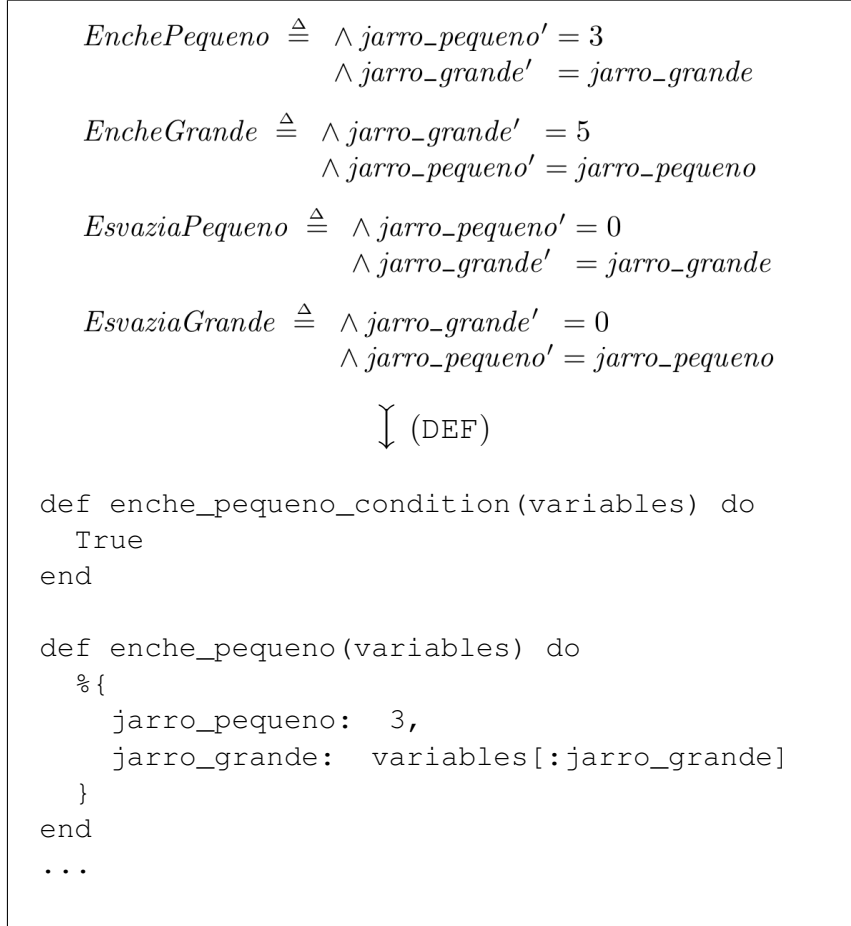 EnchePequeno ≜ ∧ jarro_pequeno′ = 3
∧ jarro_grande′ = jarro_grande
EncheGrande ≜ ∧ jarro_grande′ = 5
∧ jarro_pequeno′ = jarro_pequeno
EsvaziaPequeno ≜ ∧ jarro_pequeno′ = 0
∧ jarro_grande′ = jarro_grande
EsvaziaGrande ≜ ∧ jarro_grande′ = 0
∧ jarro_pequeno′ = jarro_pequeno
↧ (DEF)
def enche_pequeno_condition(variables) do
  True
end
def enche_pequeno(variables) do
  %{
    jarro_pequeno: 3,
    jarro_grande: variables[:jarro_grande]
  }
end
...